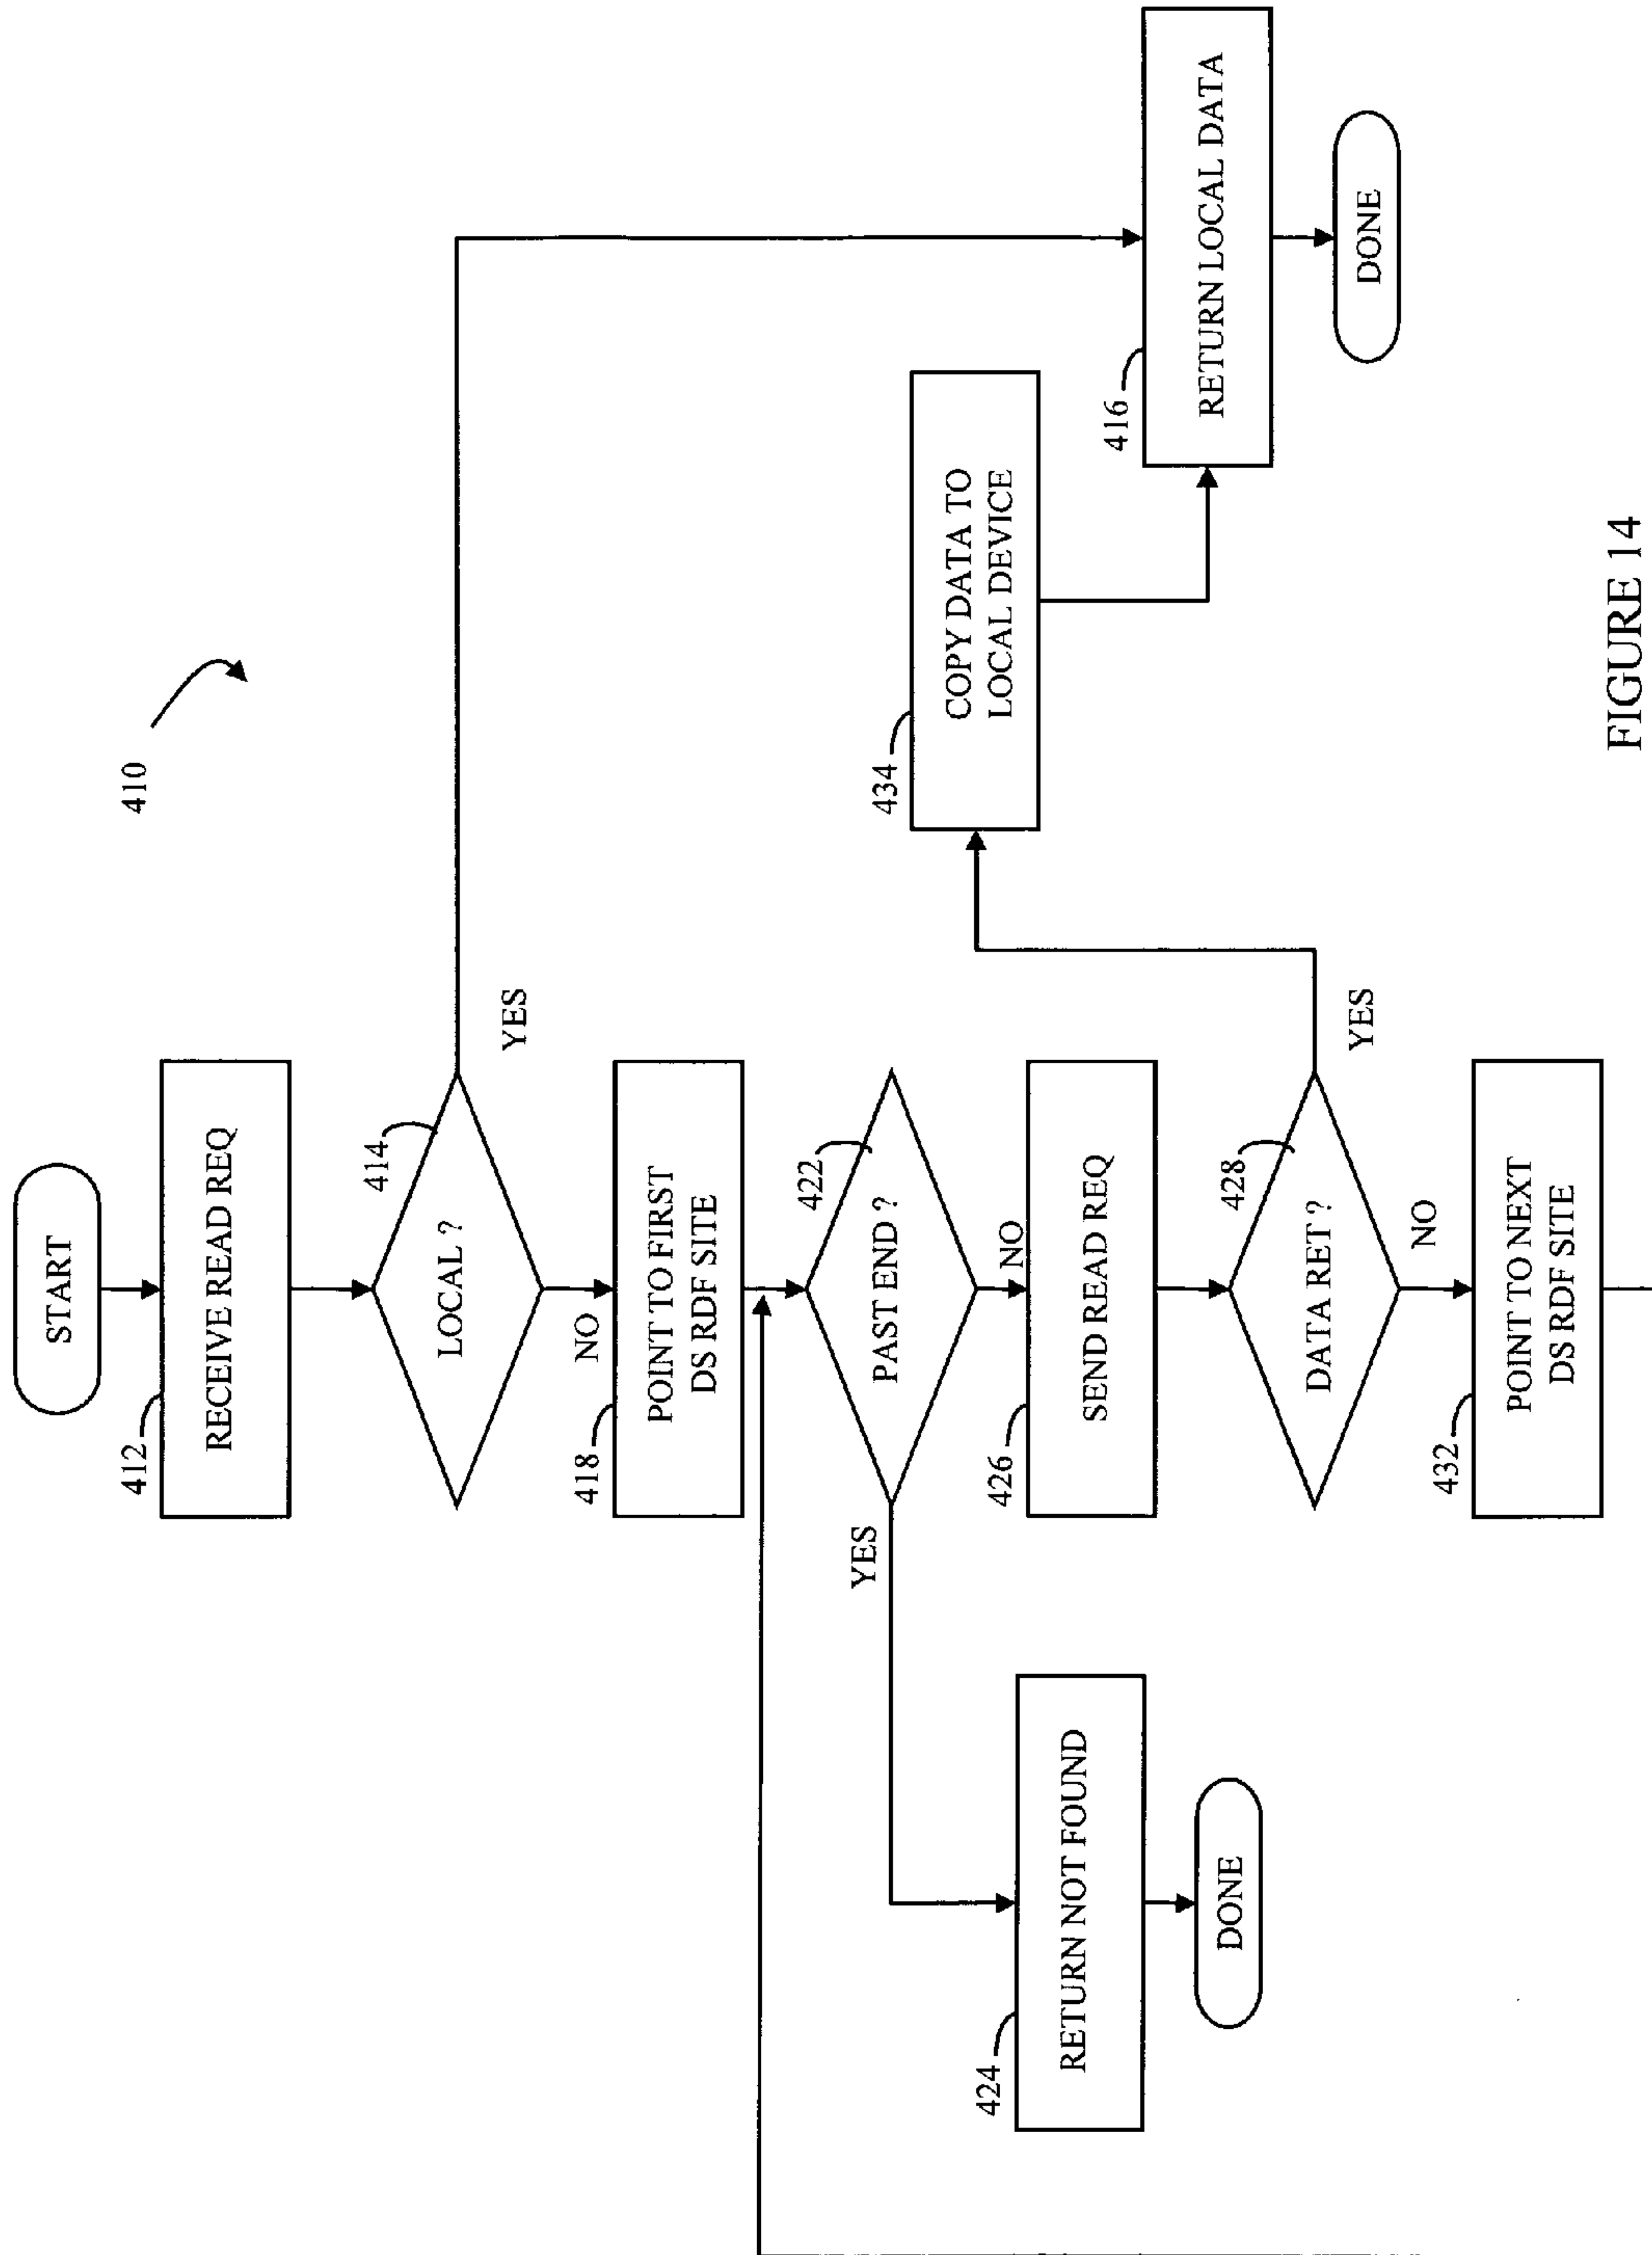 410
START
412
RECEIVE READ REQ
414
LOCAL ?
YES
NO
418
POINT TO FIRST
DS RDF SITE
422
PAST END ?
YES
NO
424
RETURN NOT FOUND
DONE
426
SEND READ REQ
428
DATA RET ?
YES
NO
432
POINT TO NEXT
DS RDF SITE
434
COPY DATA TO
LOCAL DEVICE
416
RETURN LOCAL DATA
DONE
FIGURE 14